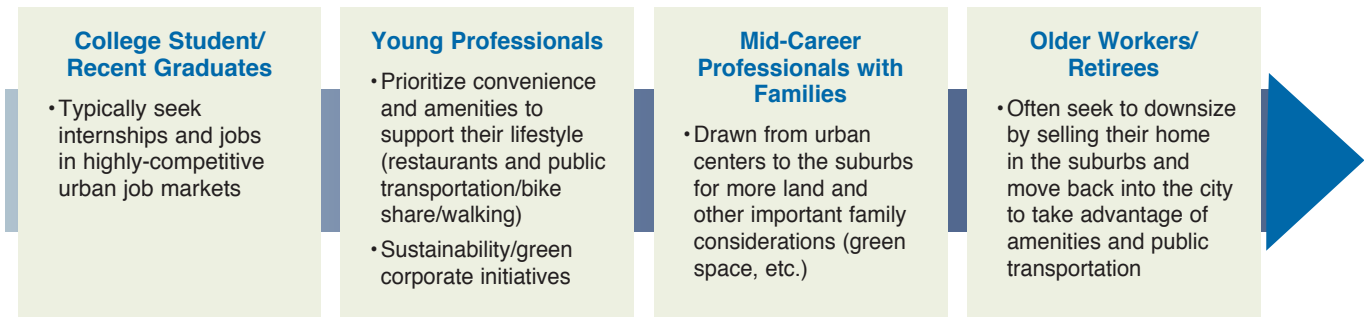 College Student/
Recent Graduates
•Typically seek
internships and jobs
in highly-competitive
urban job markets
Young Professionals
•Prioritize convenience
and amenities to
support their lifestyle
(restaurants and public
transportation/bike
share/walking)
•Sustainability/green
corporate initiatives
Mid-Career
Professionals with
Families
•Drawn from urban
centers to the suburbs
for more land and
other important family
considerations (green
space, etc.)
Older Workers/
Retirees
•Often seek to downsize
by selling their home
in the suburbs and
move back into the city
to take advantage of
amenities and public
transportation